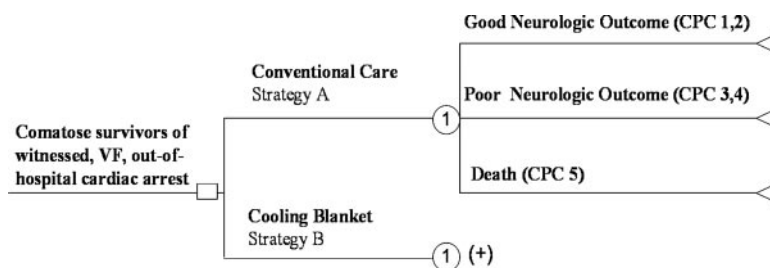 Good Neurologic Outcome (CPC 1,2)
Conventional Care
Strategy A
1
Poor Neurologic Outcome (CPC 3,4)
Comatose survivors of
witnessed, VF, out-of-
hospital cardiac arrest
Death (CPC 5)
Cooling Blanket
Strategy B
1 (+)